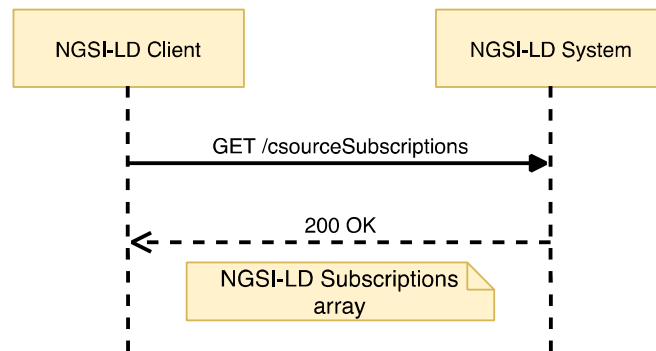 NGSI-LD Client
NGSI-LD System
GET /csourceSubscriptions
200 OK
NGSI-LD Subscriptions
array